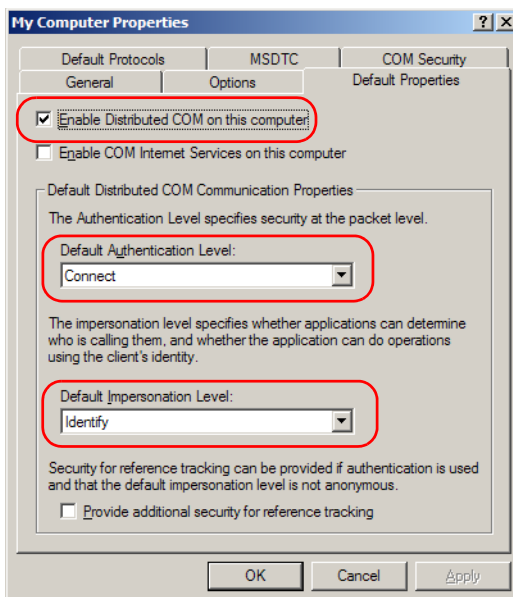 My Computer Properties
Default Protocols
MSDTC
COM Security
General
Options
Default Properties
Enable Distributed COM on this computer
Enable COM Internet Services on this computer
Default Distributed COM Communication Properties
The Authentication Level specifies security at the packet level.
Default Authentication Level:
Connect
The impersonation level specifies whether applications can determine
who is calling them, and whether the application can do operations
using the client's identity.
Default Impersonation Level:
Identify
Security for reference tracking can be provided if authentication is used
and that the default impersonation level is not anonymous.
Provide additional security for reference tracking
OK
Cancel
Apply